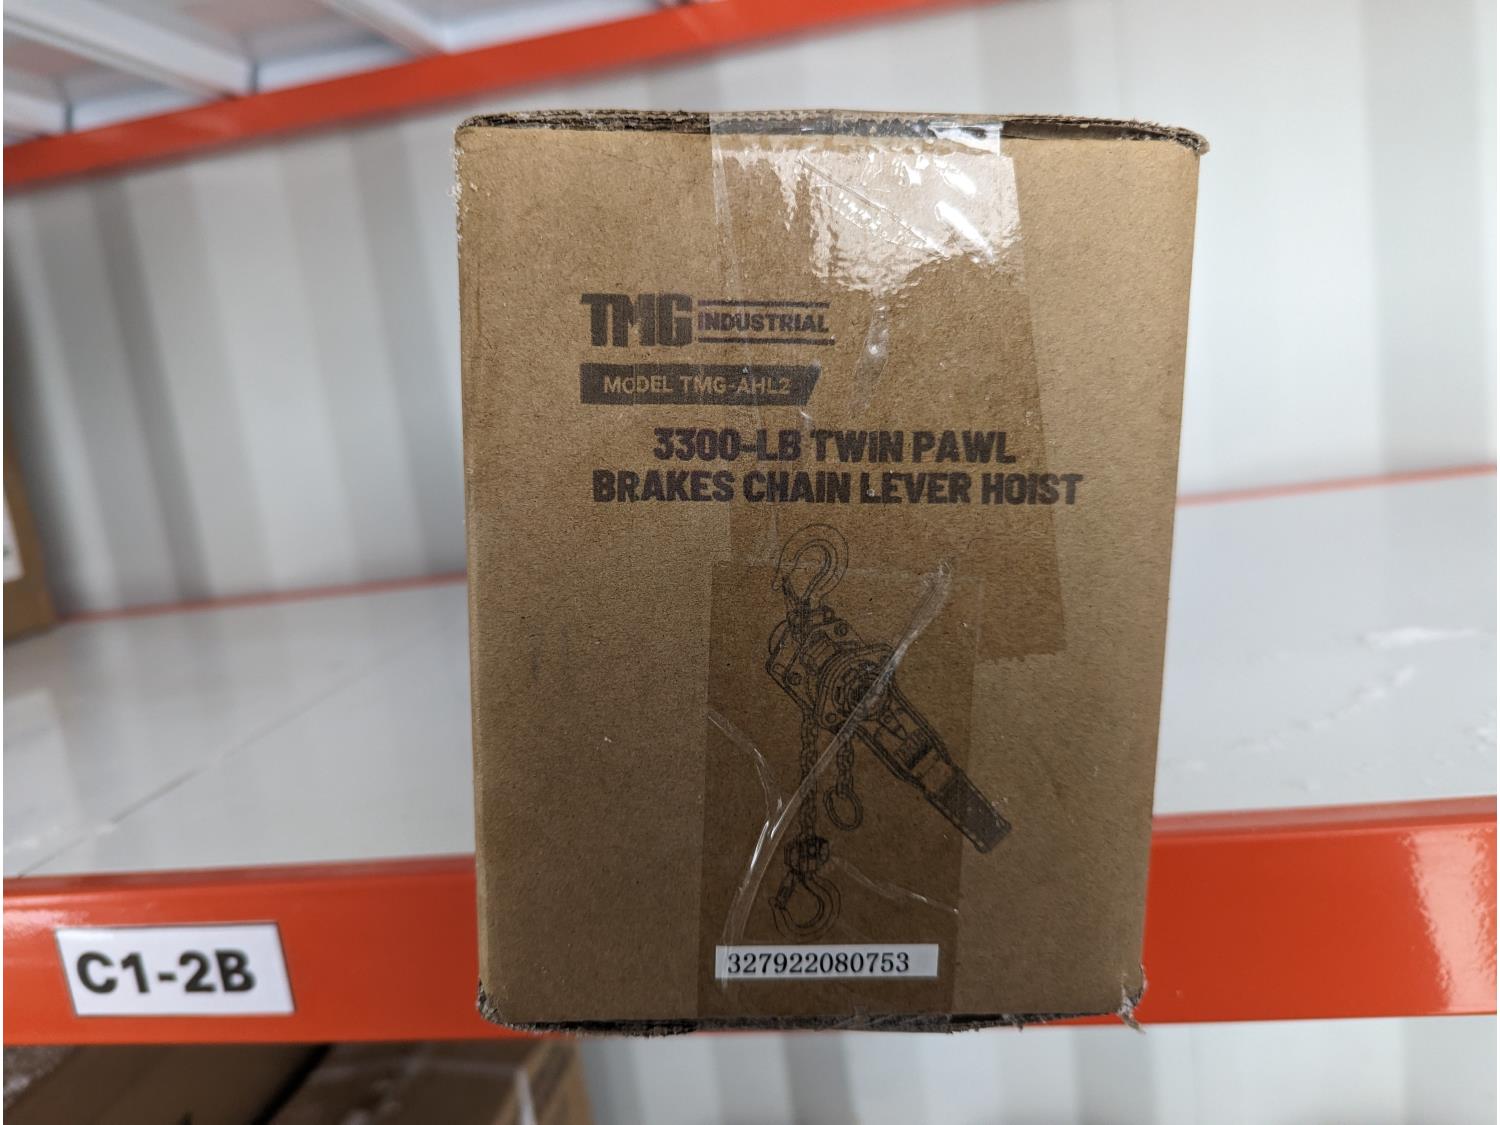 TMG INDUSTRIAL
MODEL TMG-AHL2
3300-LB TWIN PAWL
BRAKES CHAIN LEVER HOIST
327922080753
C1-2B